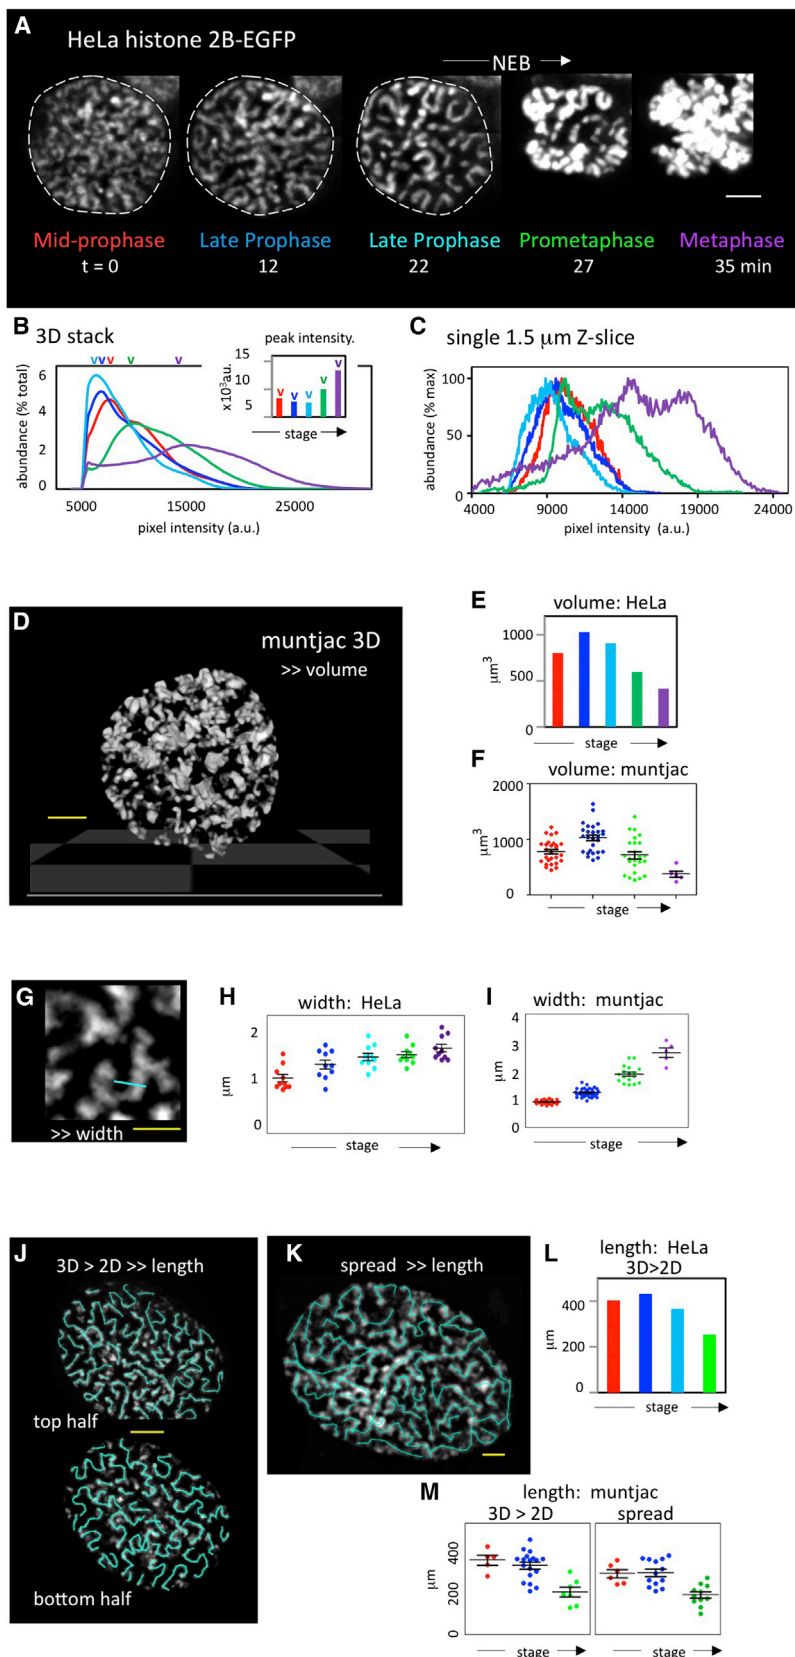 A
HeLa histone 2B-EGFP
NEB
Mid-prophase
Late Prophase
Late Prophase
Prometaphase
Metaphase
t = 0
12
22
27
35 min
B
3D stack
v v v v v
abundance (% total)
6
4
2
0
5000
15000
25000
pixel intensity (a.u.)
peak intensity.
x10³au.
15
10
5
v v v v v
stage
C
single 1.5 μm Z-slice
abundance (% max)
100
50
0
4000
9000
14000
19000
24000
pixel intensity (a.u.)
D
muntjac 3D
>> volume
E
volume: HeLa
μm³
1000
500
0
stage
F
volume: muntjac
μm³
2000
1000
0
stage
G
>> width
H
width: HeLa
μm
2
1
0
stage
I
width: muntjac
μm
4
3
2
1
0
stage
J
3D > 2D >> length
top half
bottom half
K
spread >> length
L
length: HeLa
3D>2D
μm
400
200
0
stage
M
length: muntjac
3D > 2D
spread
μm
400
200
0
stage
stage